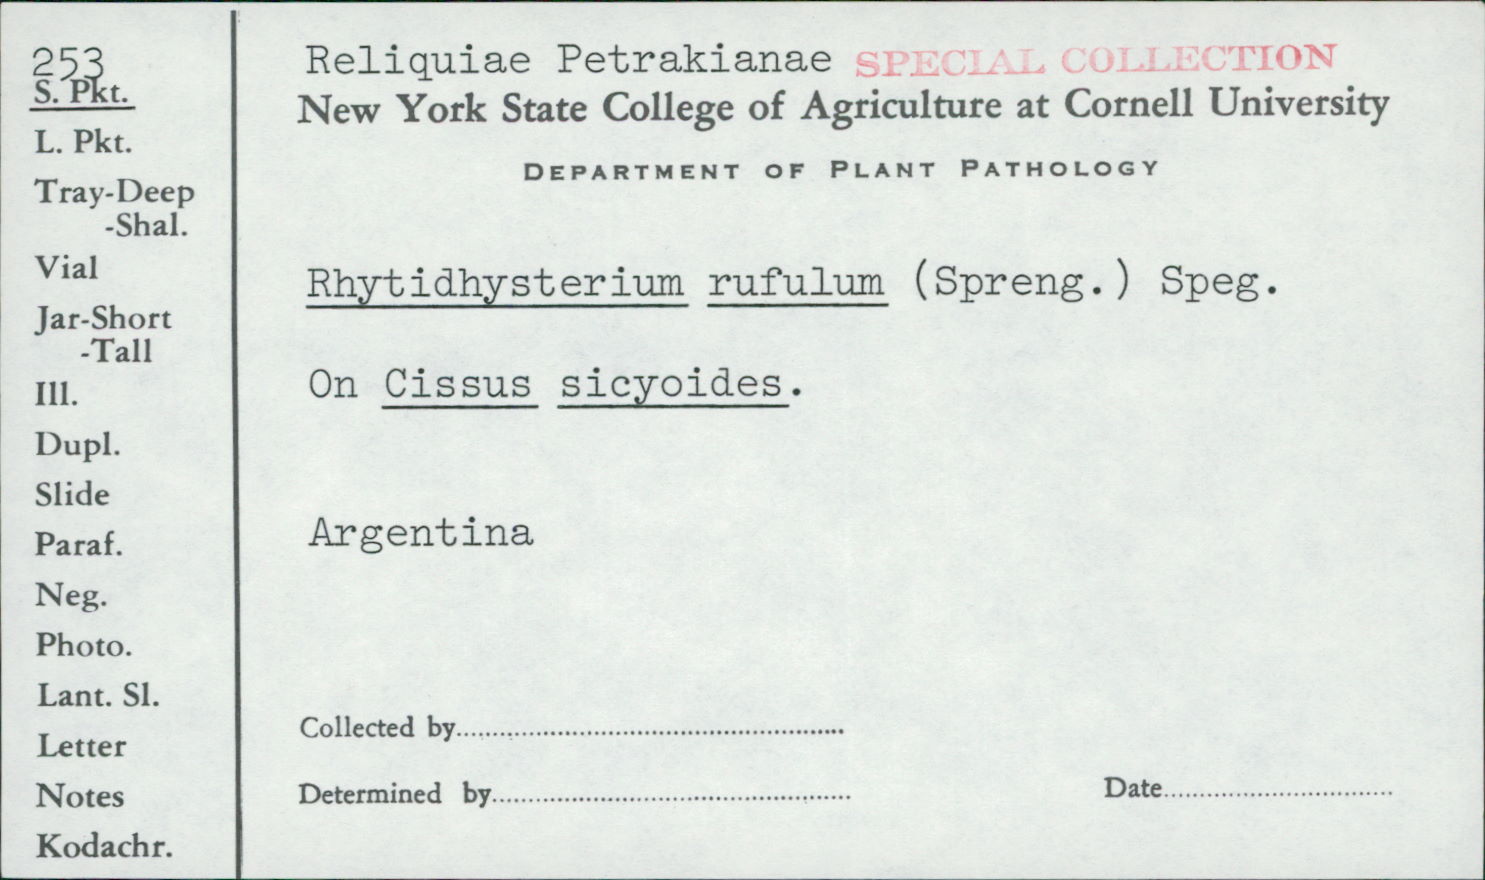 253
S. Pkt.
L. Pkt.
Tray-Deep
-Shal.
Vial
Jar-Short
-Tall
Ill.
Dupl.
Slide
Paraf.
Neg.
Photo.
Lant. Sl.
Letter
Notes
Kodachr.
Reliquiae Petrakianae SPECIAL COLLECTION
New York State College of Agriculture at Cornell University
DEPARTMENT OF PLANT PATHOLOGY
Rhytidhysterium rufulum (Spreng.) Speg.
On Cissus sicyoides.
Argentina
Collected by
Determined by
Date